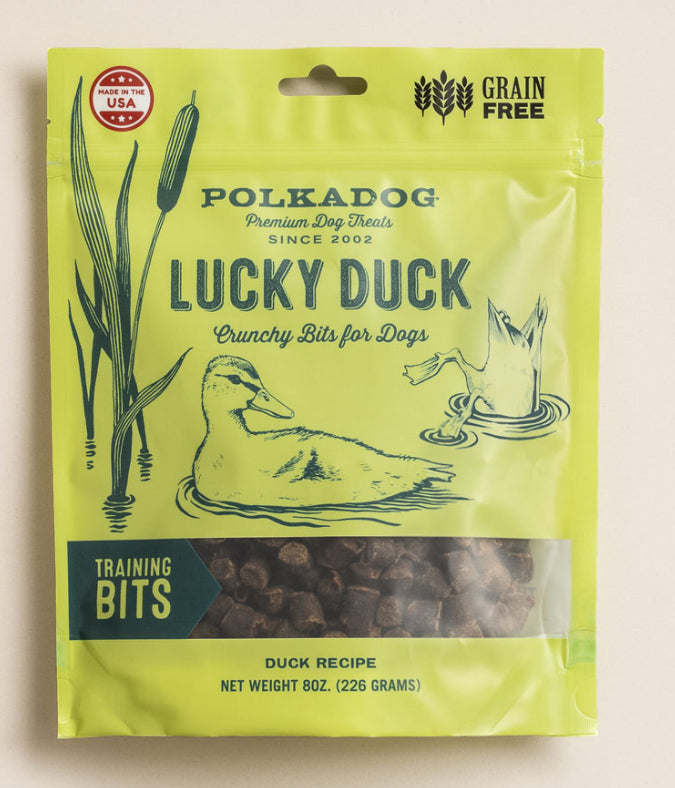 MADE IN THE
USA
GRAIN
FREE
POLKADOG
Premium Dog Treats
SINCE 2002
LUCKY DUCK
Crunchy Bits for Dogs
TRAINING
BITS
DUCK RECIPE
NET WEIGHT 8OZ. (226 GRAMS)